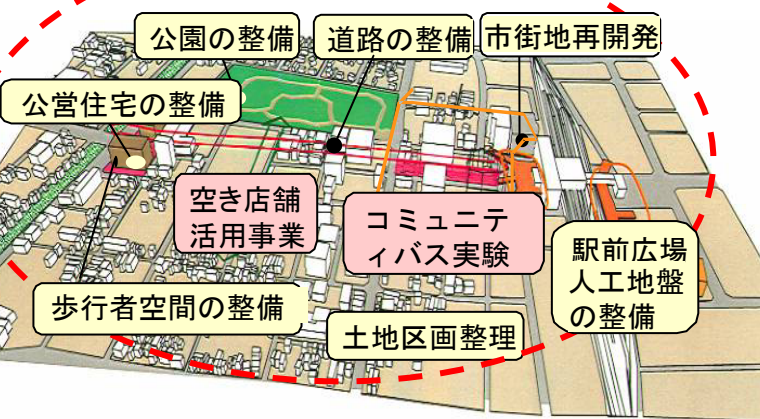 公園の整備
道路の整備
市街地再開発
公営住宅の整備
空き店舗
活用事業
コミュニテ
ィバス実験
駅前広場
人工地盤
の整備
歩行者空間の整備
土地区画整理